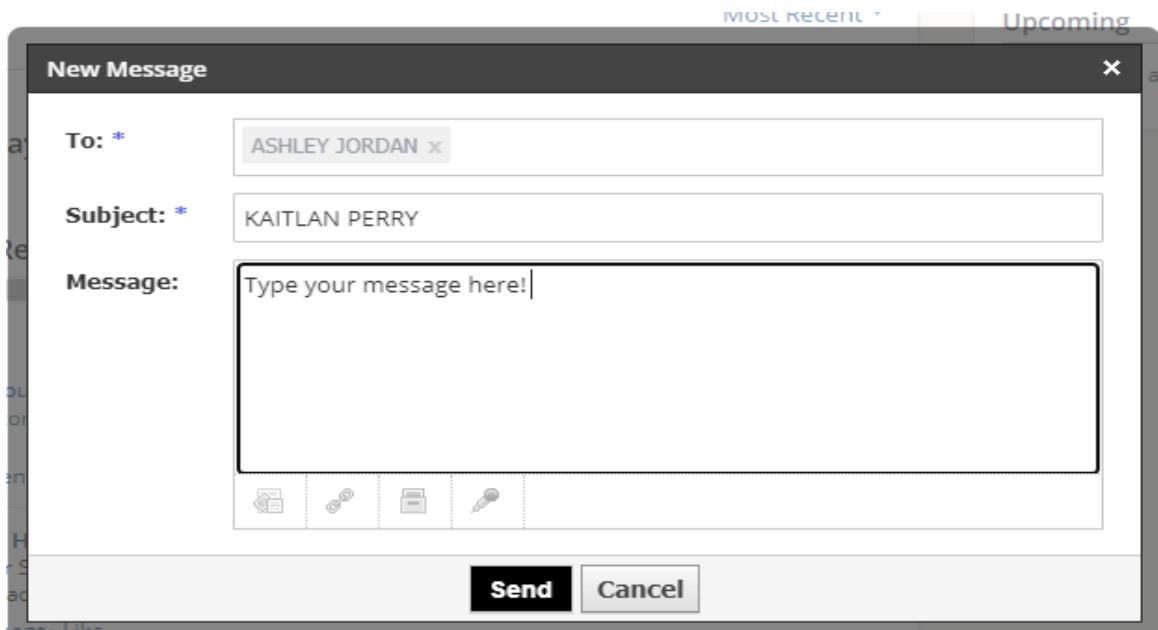 Most Recent
Upcoming
New Message ×
To: *
ASHLEY JORDAN x
Subject: *
KAITLAN PERRY
Message:
Type your message here!
Send Cancel